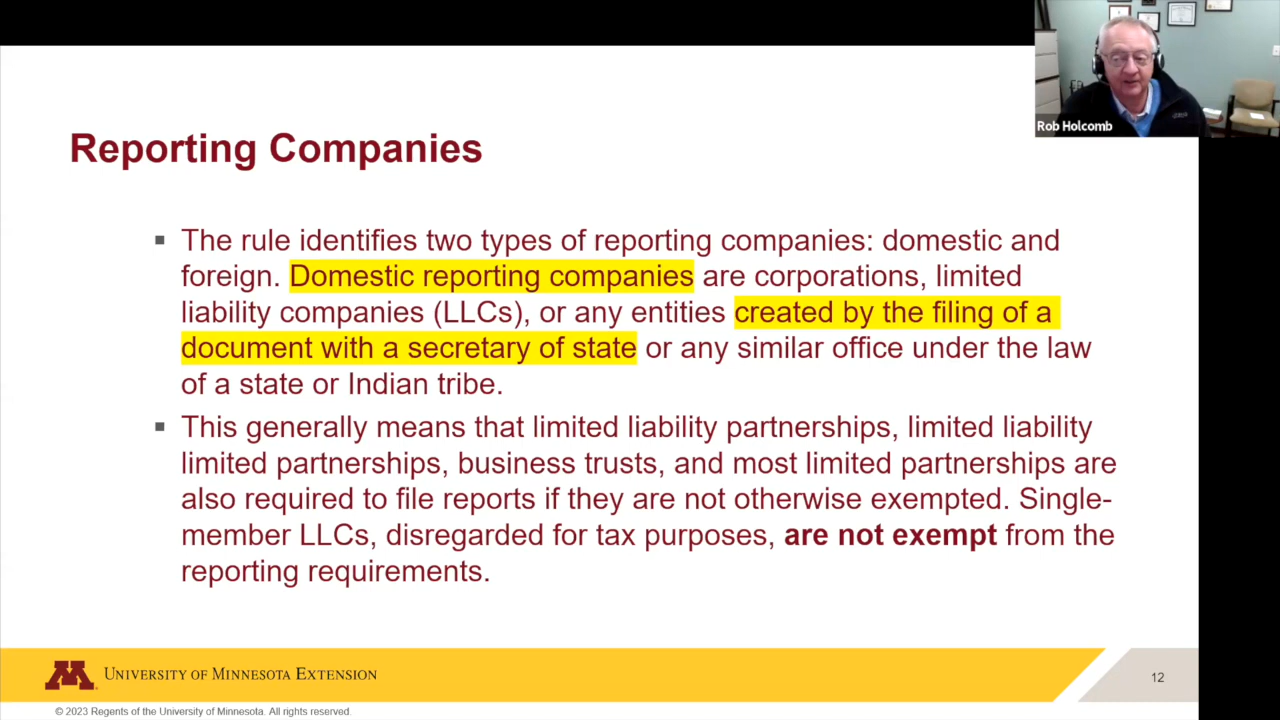 Rob Holcomb
Reporting Companies
▪ The rule identifies two types of reporting companies: domestic and
foreign. Domestic reporting companies are corporations, limited
liability companies (LLCs), or any entities created by the filing of a
document with a secretary of state or any similar office under the law
of a state or Indian tribe.
▪ This generally means that limited liability partnerships, limited liability
limited partnerships, business trusts, and most limited partnerships are
also required to file reports if they are not otherwise exempted. Single-
member LLCs, disregarded for tax purposes, are not exempt from the
reporting requirements.
M
UNIVERSITY OF MINNESOTA EXTENSION
12
© 2023 Regents of the University of Minnesota. All rights reserved.